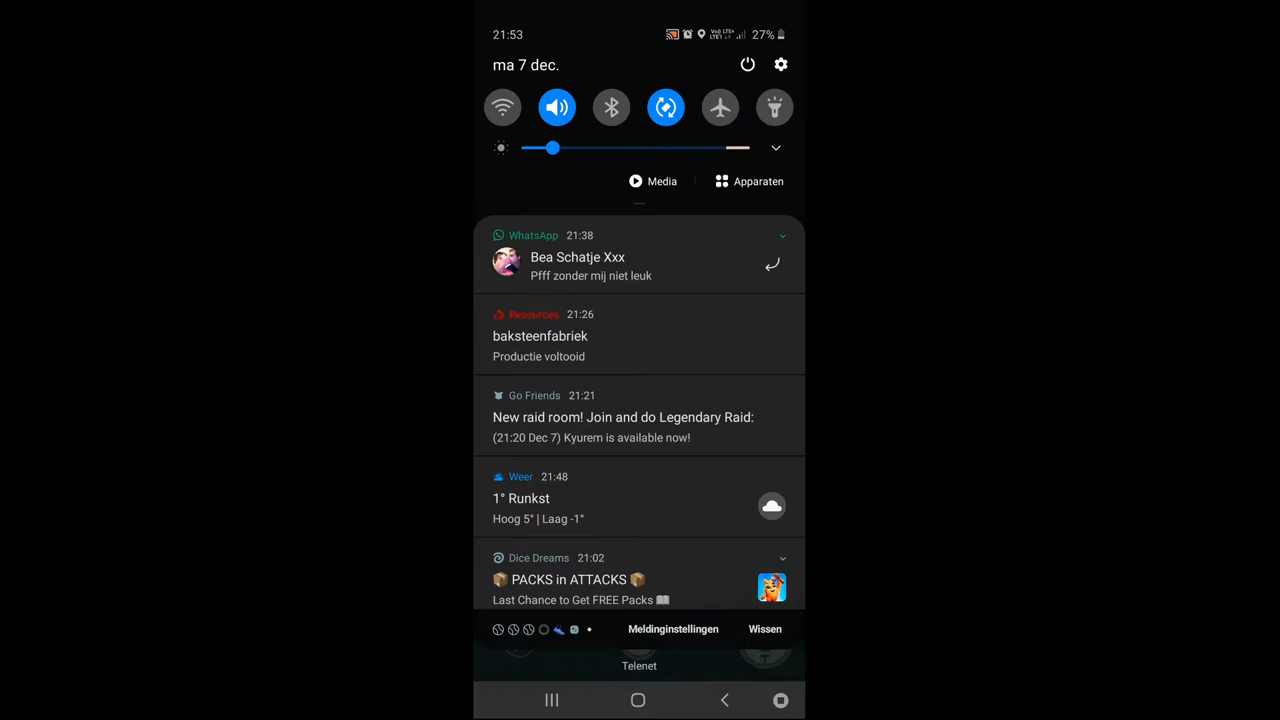 21:53 27%
ma 7 dec.
Media Apparaten
WhatsApp 21:38
Bea Schatje Xxx
Pfff zonder mij niet leuk
Resources 21:26
baksteenfabriek
Productie voltooid
Go Friends 21:21
New raid room! Join and do Legendary Raid:
(21:20 Dec 7) Kyurem is available now!
Weer 21:48
1° Runkst
Hoog 5° | Laag -1°
Dice Dreams 21:02
📦 PACKS in ATTACKS 📦
Last Chance to Get FREE Packs 📖
Meldinginstellingen Wissen
Telenet